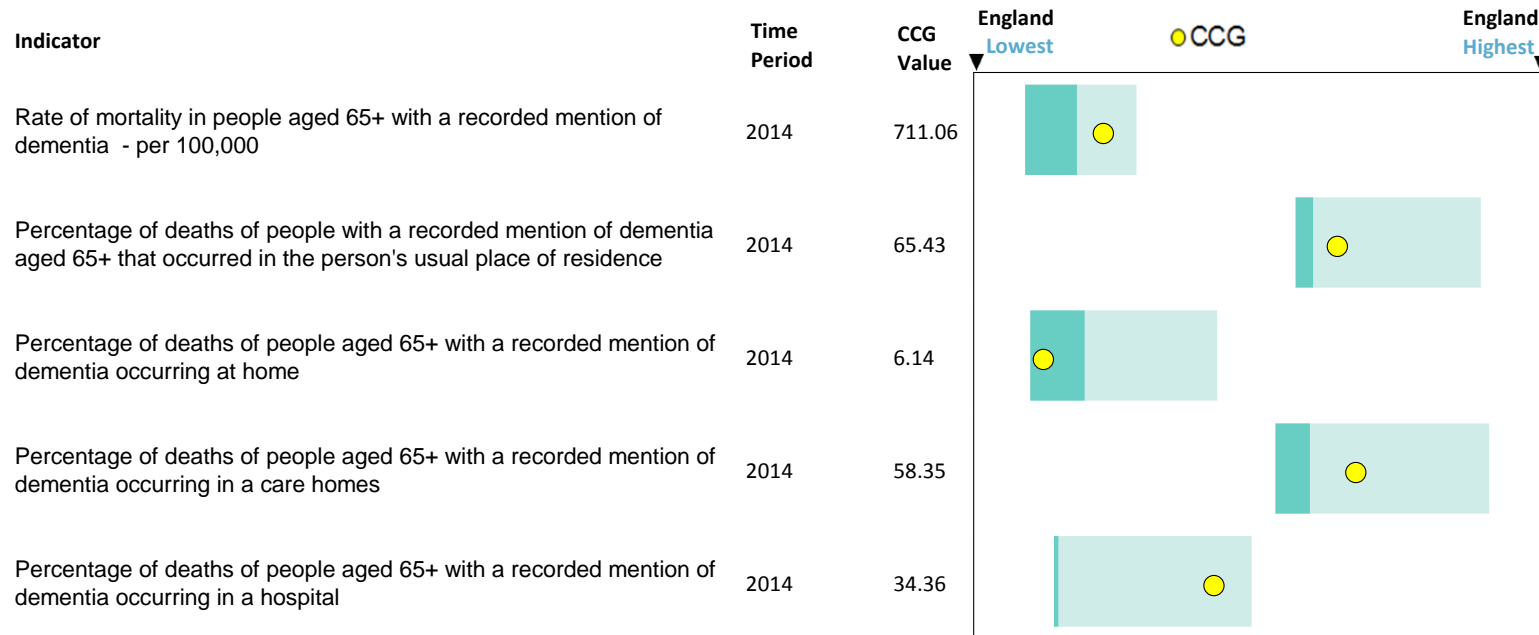 Indicator
Time
Period
CCG
Value
England
Lowest
CCG
England
Highest
Rate of mortality in people aged 65+ with a recorded mention of
dementia  - per 100,000
2014
711.06
Percentage of deaths of people with a recorded mention of dementia
aged 65+ that occurred in the person's usual place of residence
2014
65.43
Percentage of deaths of people aged 65+ with a recorded mention of
dementia occurring at home
2014
6.14
Percentage of deaths of people aged 65+ with a recorded mention of
dementia occurring in a care homes
2014
58.35
Percentage of deaths of people aged 65+ with a recorded mention of
dementia occurring in a hospital
2014
34.36